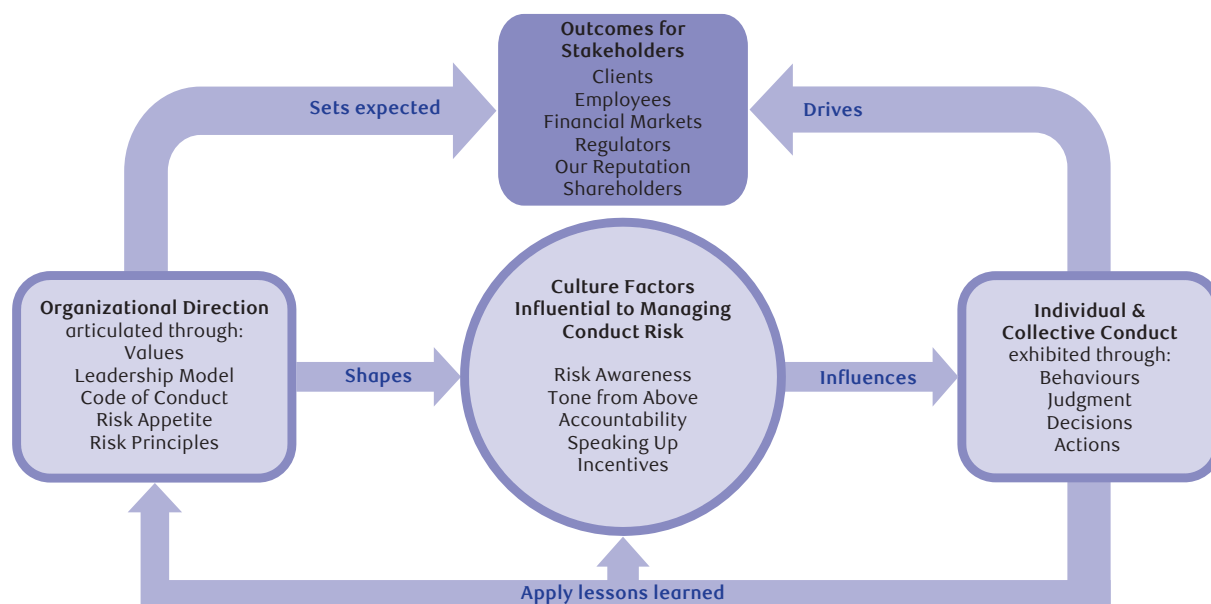 Outcomes for
Stakeholders
Clients
Employees
Financial Markets
Regulators
Our Reputation
Shareholders
Sets expected
Drives
Organizational Direction
articulated through:
Values
Leadership Model
Code of Conduct
Risk Appetite
Risk Principles
Shapes
Culture Factors
Influential to Managing
Conduct Risk
Risk Awareness
Tone from Above
Accountability
Speaking Up
Incentives
Influences
Individual &
Collective Conduct
exhibited through:
Behaviours
Judgment
Decisions
Actions
Apply lessons learned